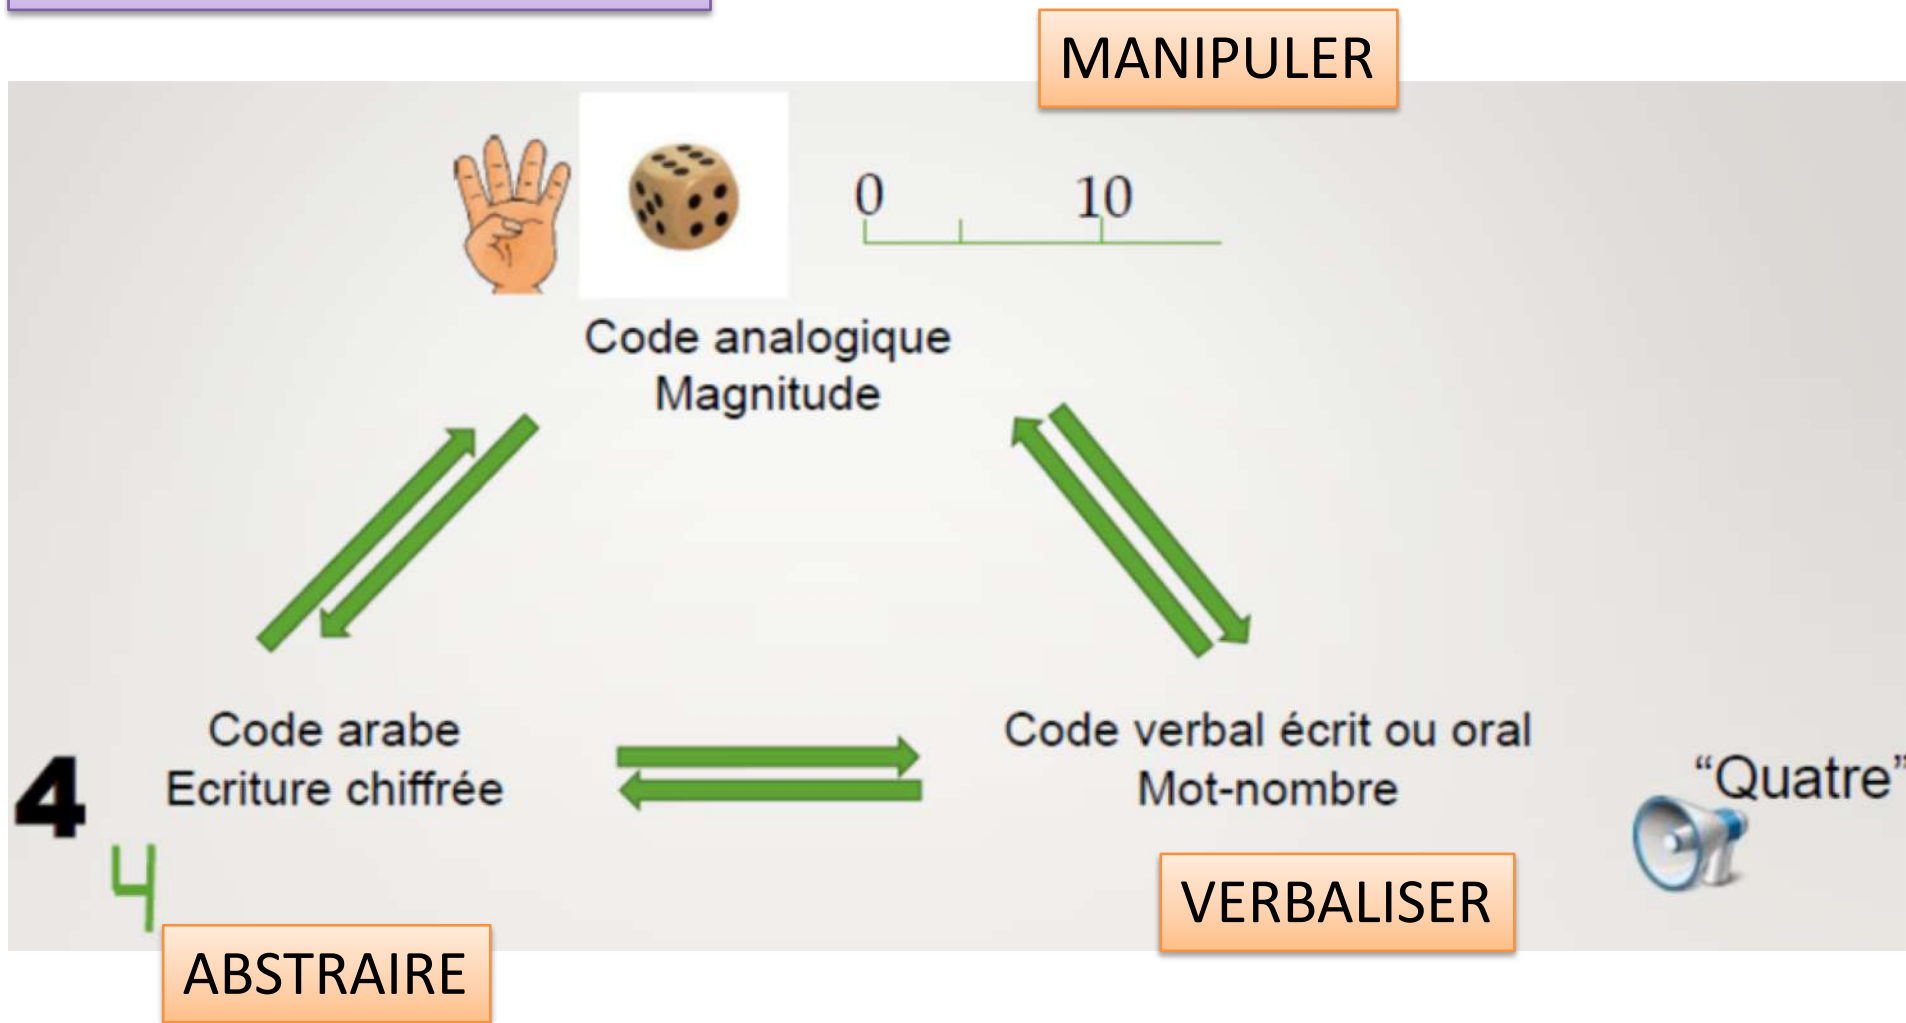 MANIPULER
0
10
Code analogique
Magnitude
Code arabe
Ecriture chiffrée
4
4
Code verbal écrit ou oral
Mot-nombre
“Quatre”
VERBALISER
ABSTRAIRE